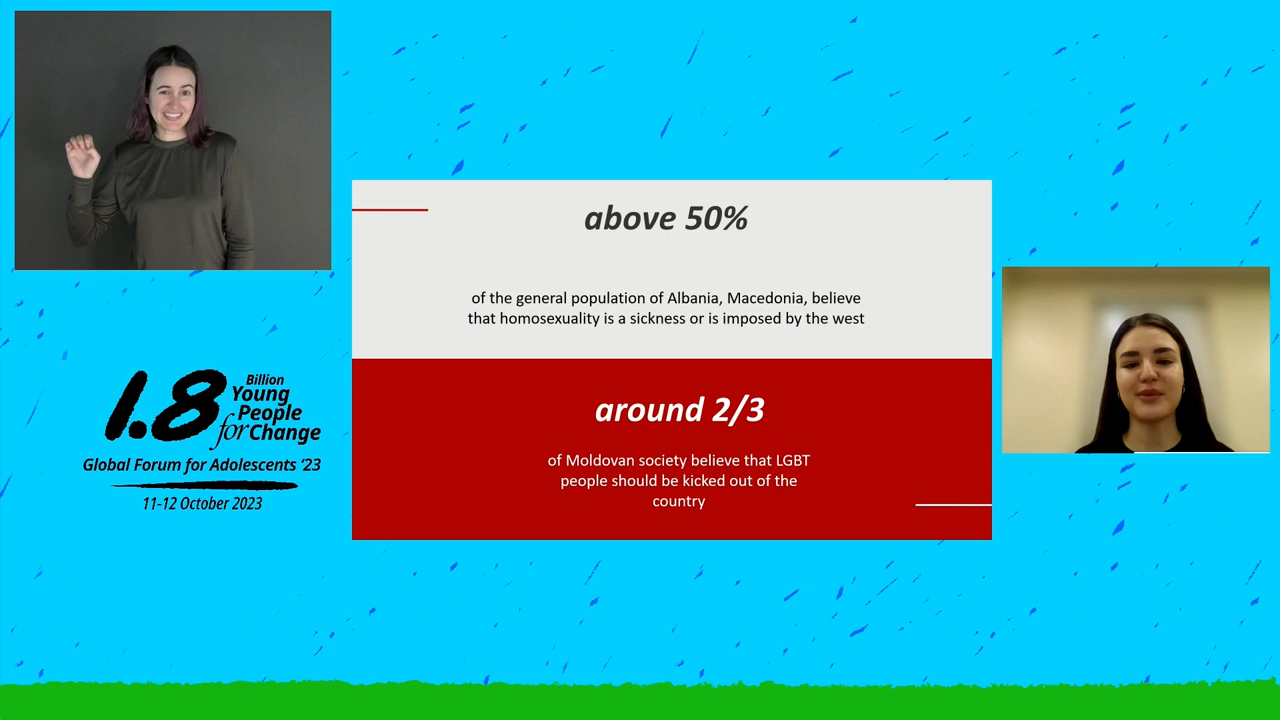 above 50%
of the general population of Albania, Macedonia, believe
that homosexuality is a sickness or is imposed by the west
around 2/3
of Moldovan society believe that LGBT
people should be kicked out of the
country
1.8 Billion
Young
People
for Change
Global Forum for Adolescents ‘23
11-12 October 2023